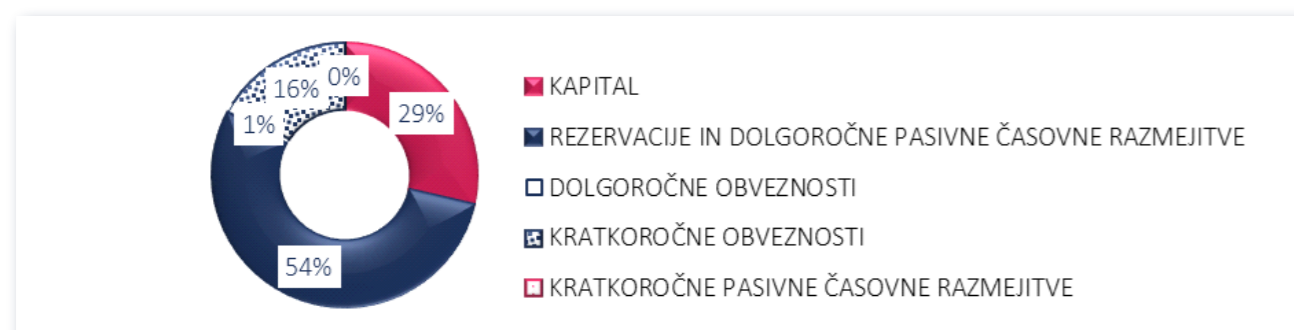 0%
16%
29%
1%
54%
KAPITAL
REZERVACIJE IN DOLGOROČNE PASIVNE ČASOVNE RAZMEJITVE
DOLGOROČNE OBVEZNOSTI
KRATKOROČNE OBVEZNOSTI
KRATKOROČNE PASIVNE ČASOVNE RAZMEJITVE